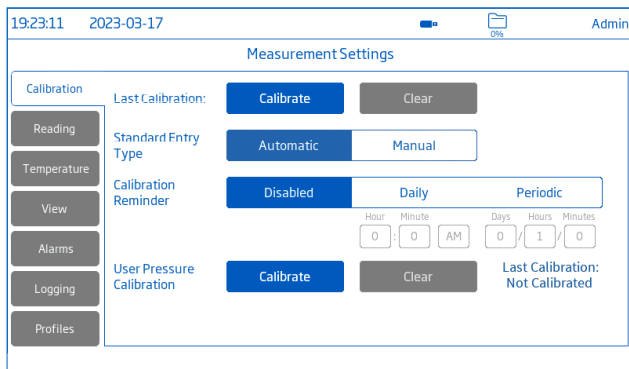 19:23:11 2023-03-17 0% Admin
Measurement Settings
Calibration
Reading
Temperature
View
Alarms
Logging
Profiles
Last Calibration: Calibrate Clear
Standard Entry
Type
Automatic Manual
Calibration
Reminder
Disabled Daily Periodic
Hour Minute Days Hours Minutes
0 : 0 AM 0 / 1 / 0
User Pressure
Calibration
Calibrate Clear
Last Calibration:
Not Calibrated